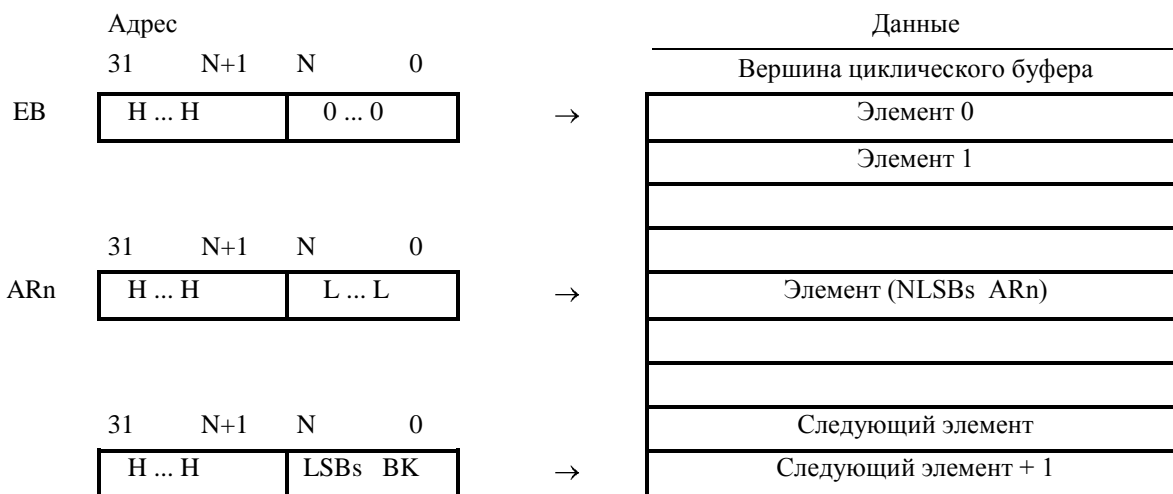 Адрес Данные
31 N+1 N 0 Вершина циклического буфера
EB H ... H 0 ... 0 → Элемент 0
Элемент 1
31 N+1 N 0
ARn H ... H L ... L → Элемент (NLSBs ARn)
31 N+1 N 0 Следующий элемент
H ... H LSBs BK → Следующий элемент + 1